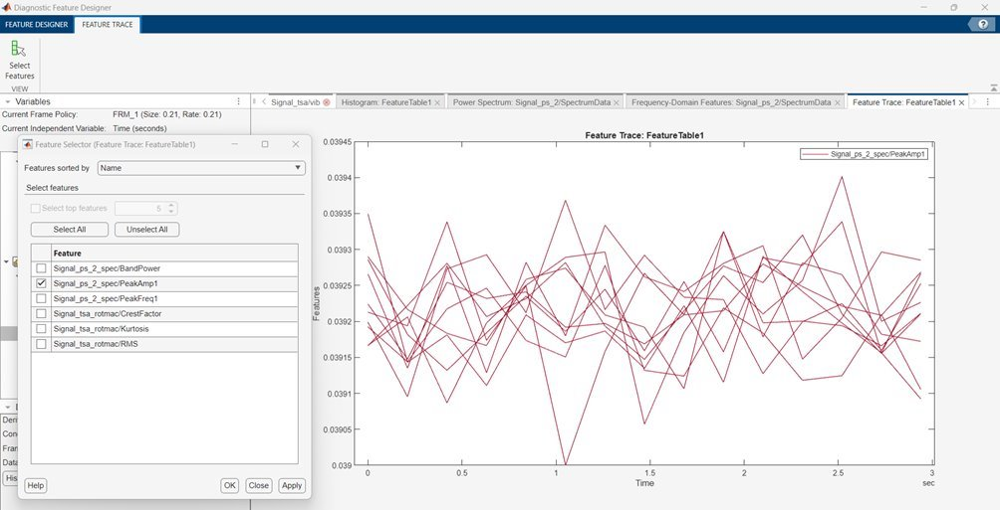 Diagnostic Feature Designer
FEATURE DESIGNER
FEATURE TRACE
?
Select
Features
VIEW
Variables
Current Frame Policy: FRM_1 (Size: 0.21, Rate: 0.21)
Current Independent Variable: Time (seconds)
Signal_tsa/vib
Histogram: FeatureTable1
Power Spectrum: Signal_ps_2/SpectrumData
Frequency-Domain Features: Signal_ps_2/SpectrumData
Feature Trace: FeatureTable1
Feature Selector (Feature Trace: FeatureTable1)
Features sorted by Name
Select features
Select top features 5
Select All
Unselect All
Feature
Signal_ps_2_spec/BandPower
Signal_ps_2_spec/PeakAmp1
Signal_ps_2_spec/PeakFreq1
Signal_tsa_rotmac/CrestFactor
Signal_tsa_rotmac/Kurtosis
Signal_tsa_rotmac/RMS
Help
OK
Close
Apply
D
Deri
Con
Fran
Data
His
Feature Trace: FeatureTable1
Signal_ps_2_spec/PeakAmp1
0.03945
0.0394
0.03935
0.0393
0.03925
0.0392
0.03915
0.0391
0.03905
0.039
Features
0
0.5
1
1.5
2
2.5
3
Time
sec